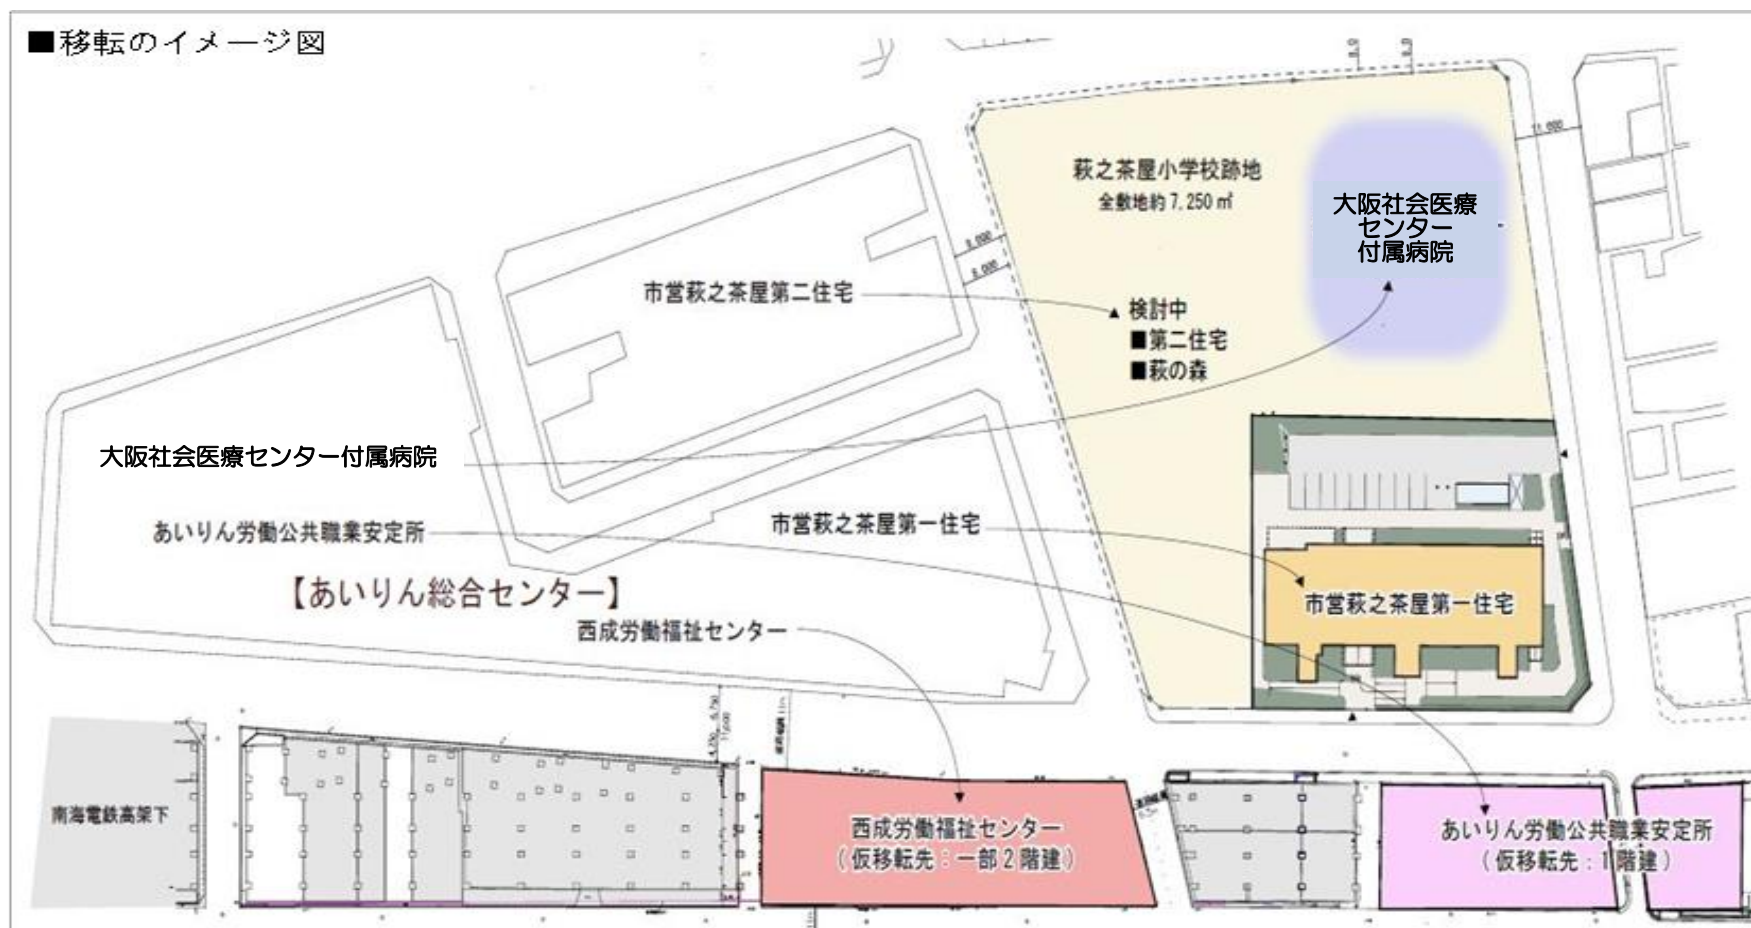 ■移転のイメージ図
萩之茶屋小学校跡地
全敷地約7,250㎡
大阪社会医療
センター
付属病院
11,000
市営萩之茶屋第二住宅
検討中
■第二住宅
■萩の森
大阪社会医療センター付属病院
あいりん労働公共職業安定所
市営萩之茶屋第一住宅
【あいりん総合センター】
市営萩之茶屋第一住宅
西成労働福祉センター
南海電鉄高架下
西成労働福祉センター
(仮移転先:一部2階建)
あいりん労働公共職業安定所
(仮移転先:1階建)